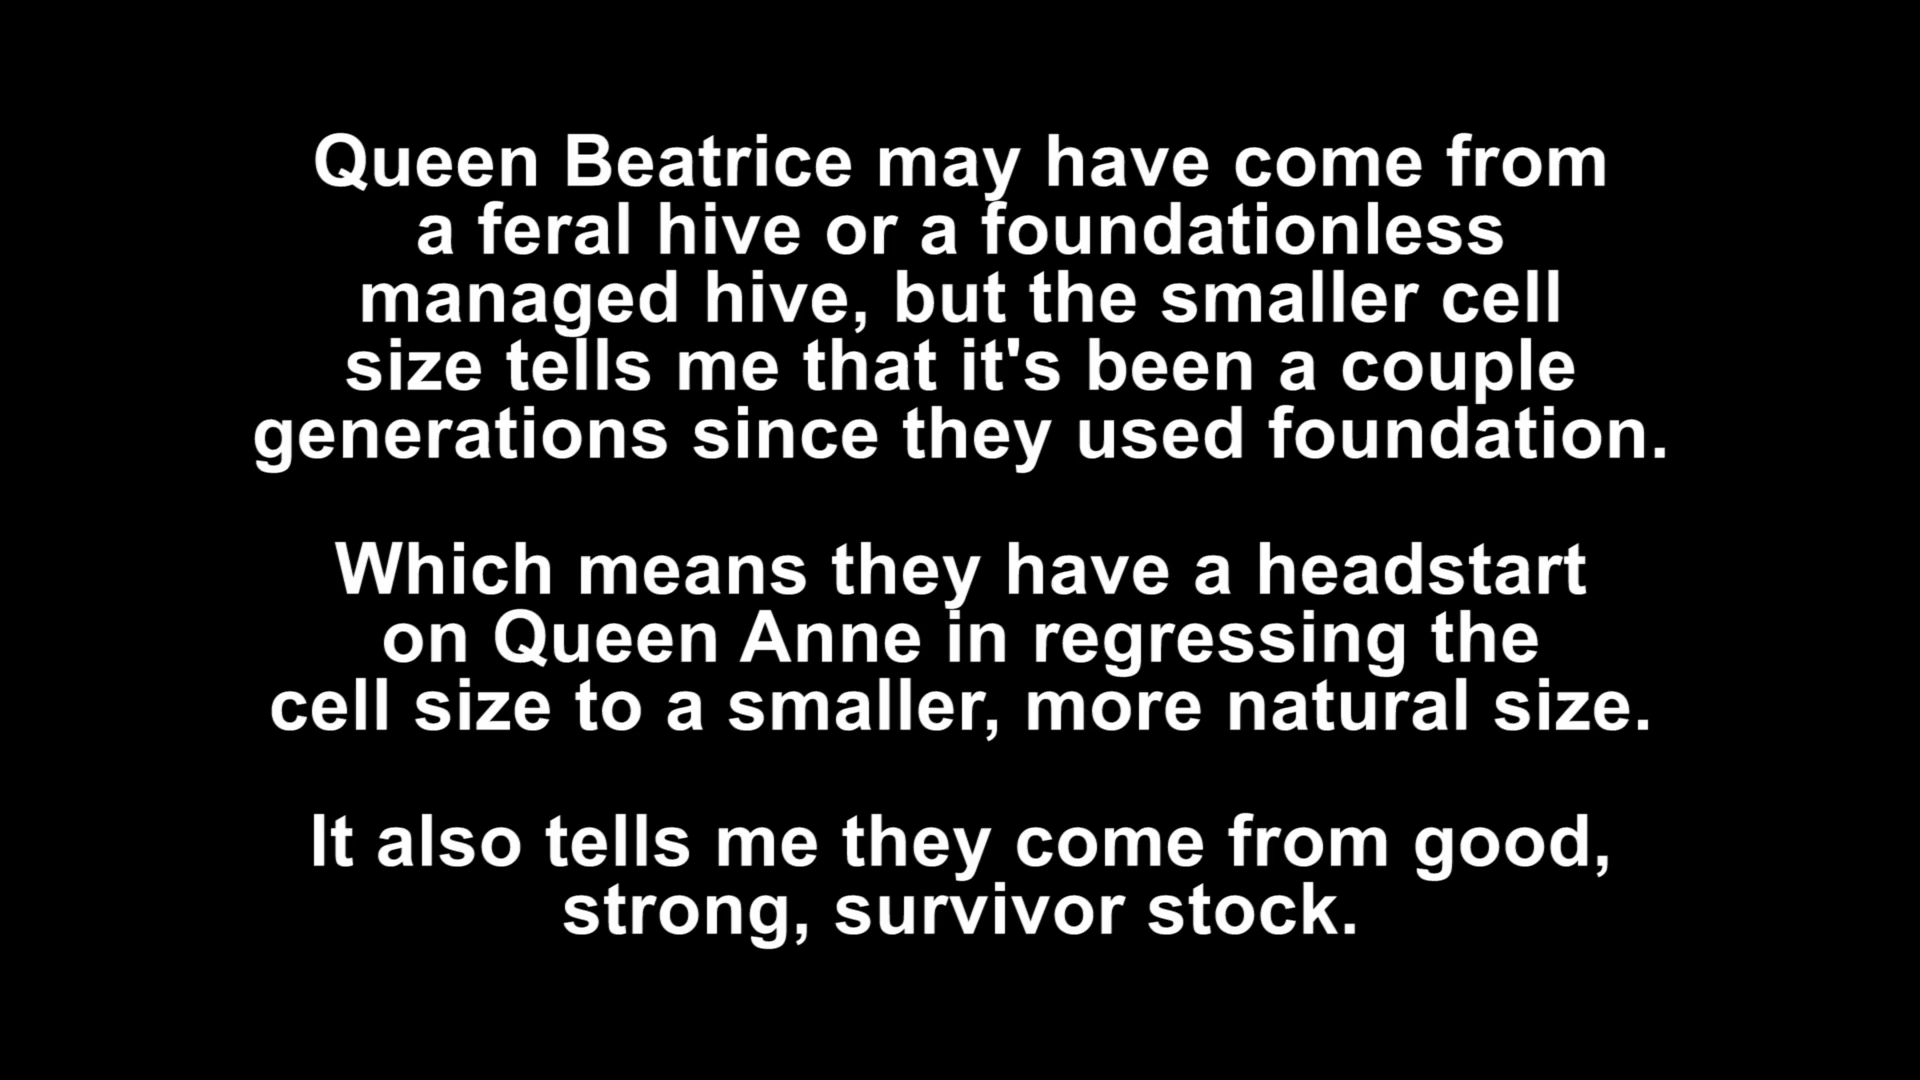 Queen Beatrice may have come from
a feral hive or a foundationless
managed hive, but the smaller cell
size tells me that it's been a couple
generations since they used foundation.
Which means they have a headstart
on Queen Anne in regressing the
cell size to a smaller, more natural size.
It also tells me they come from good,
strong, survivor stock.